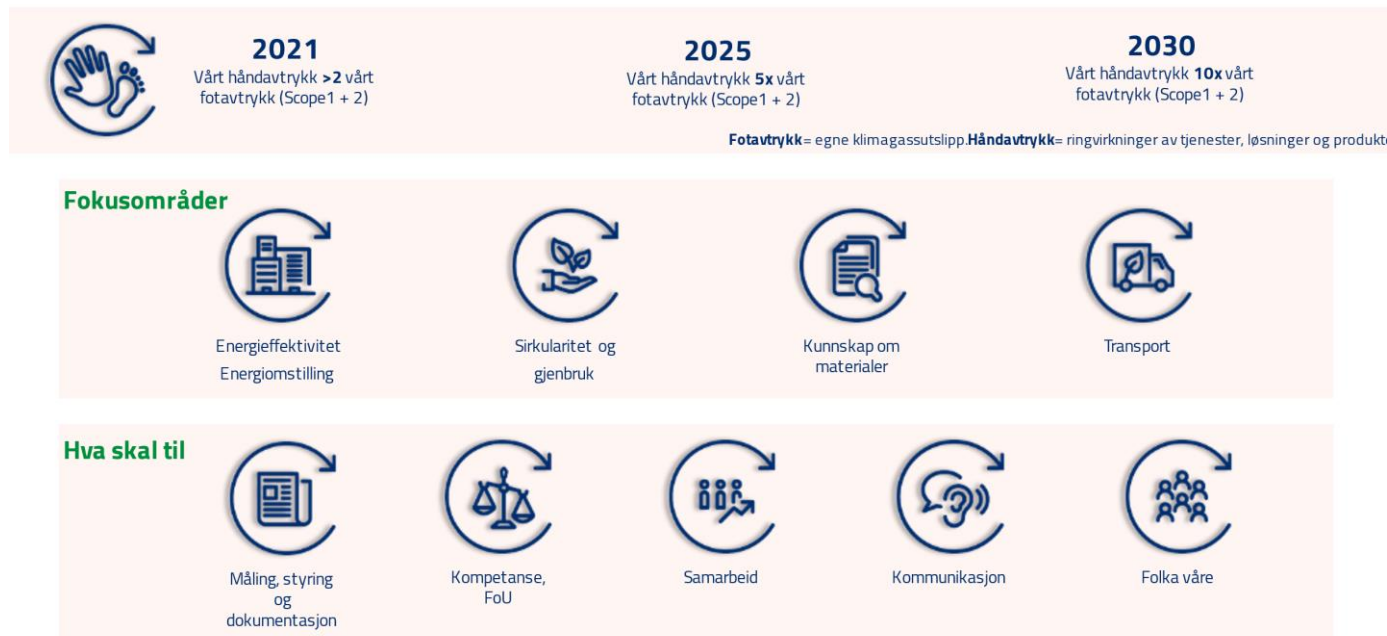 2021
Vårt håndavtrykk >2 vårt
fotavtrykk (Scope1 + 2)
2025
Vårt håndavtrykk 5x vårt
fotavtrykk (Scope1 + 2)
2030
Vårt håndavtrykk 10x vårt
fotavtrykk (Scope1 + 2)
Fotavtrykk= egne klimagassutslipp.Håndavtrykk= ringvirkninger av tjenester, løsninger og
Fokusområder
Energieffektivitet
Energiomstilling
Sirkularitet og
gjenbruk
Kunnskap om
materialer
Transport
Hva skal til
Måling, styring
og
dokumentasjon
Kompetanse,
FoU
Samarbeid
Kommunikasjon
Folka våre